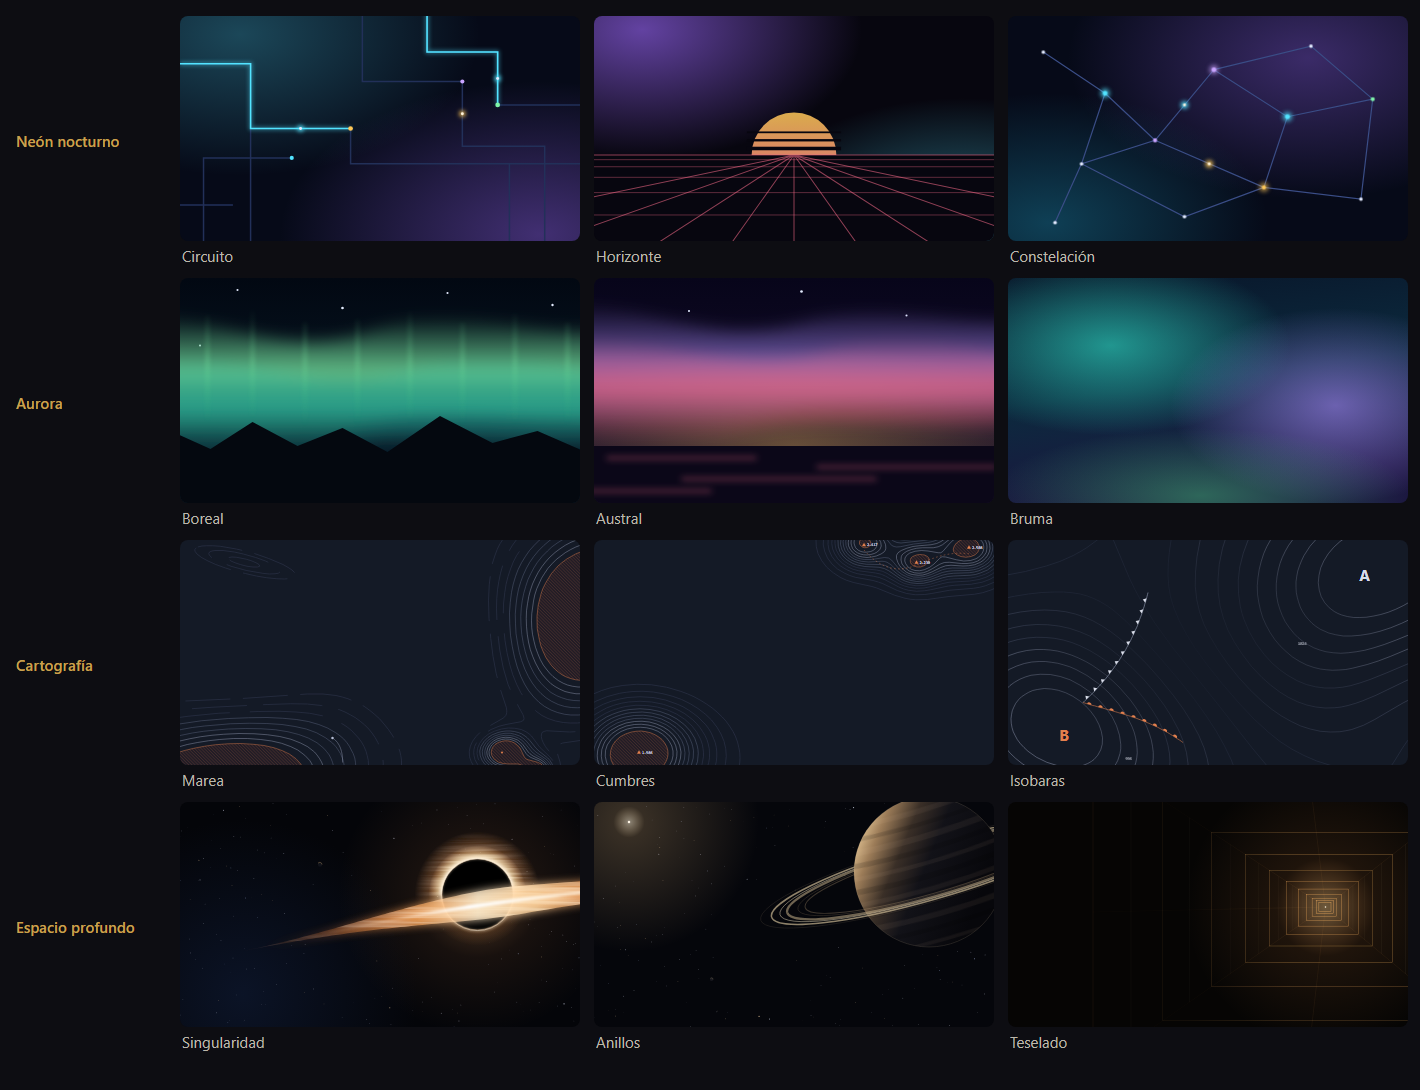 Neón nocturno
Circuito
Horizonte
Constelación
Aurora
Boreal
Austral
Bruma
Cartografía
A
B
Marea
Cumbres
Isobaras
Espacio profundo
Singularidad
Anillos
Teselado